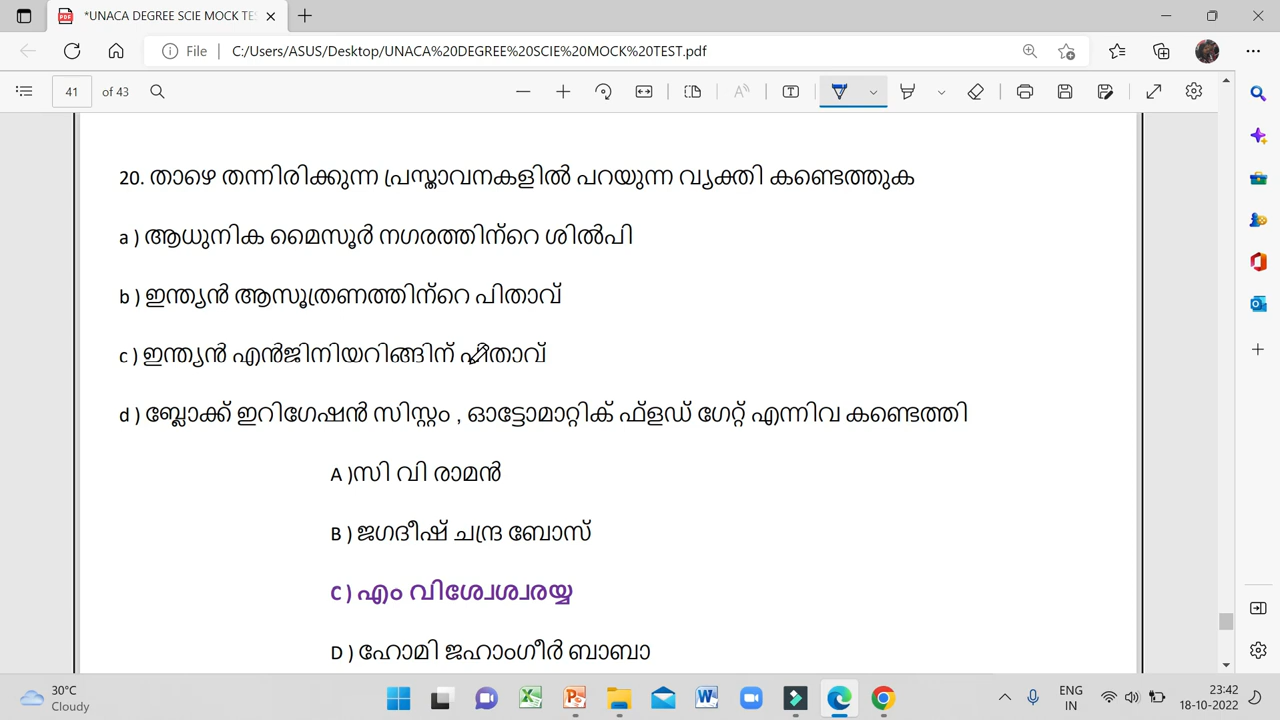 *UNACA DEGREE SCIE MOCK TES
File C:/Users/ASUS/Desktop/UNACA%20DEGREE%20SCIE%20MOCK%20TEST.pdf
41 of 43
20. താഴെ തന്നിരിക്കുന്ന പ്രസ്താവനകളിൽ പറയുന്ന വ്യക്തി കണ്ടെത്തുക
a ) ആധുനിക മൈസൂർ നഗരത്തിന്റെ ശിൽപി
b ) ഇന്ത്യൻ ആസൂത്രണത്തിന്റെ പിതാവ്
c ) ഇന്ത്യൻ എൻജിനിയറിങ്ങിന് പിതാവ്
d ) ബ്ലോക്ക് ഇറിഗേഷൻ സിസ്റ്റം , ഓട്ടോമാറ്റിക് ഫ്ളഡ് ഗേറ്റ് എന്നിവ കണ്ടെത്തി
A )സി വി രാമൻ
B ) ജഗദീഷ് ചന്ദ്ര ബോസ്
C ) എം വിശ്വേശ്വരയ്യ
D ) ഹോമി ജഹാംഗീർ ബാബാ
30°C
Cloudy
ENG
IN
23:42
18-10-2022